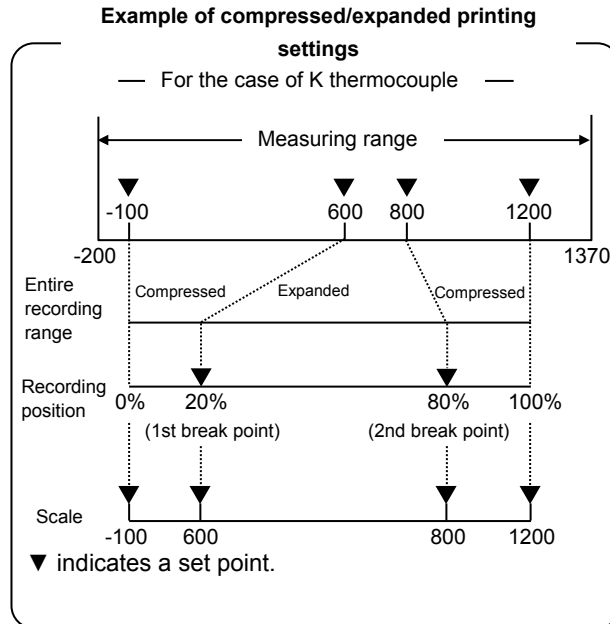 Example of compressed/expanded printing
settings
For the case of K thermocouple
Measuring range
-100 600 800 1200
-200 1370
Entire
recording
range
Compressed Expanded Compressed
Recording
position
0% 20% 80% 100%
(1st break point) (2nd break point)
Scale
-100 600 800 1200
▼ indicates a set point.